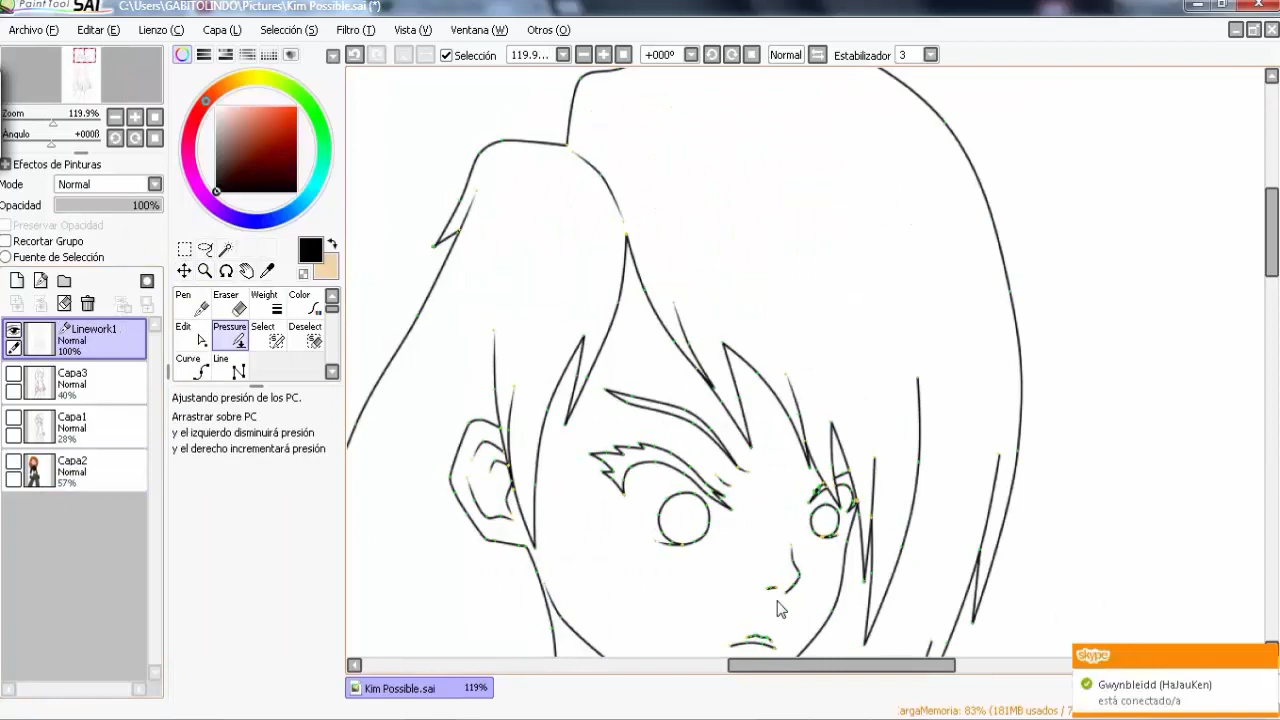 PaintTool SAI C:\Users\GABITOLINDO\Pictures\Kim Possible.sai (*)
Archivo (F) Editar (E) Lienzo (C) Capa (L) Selección (S) Filtro (T) Vista (V) Ventana (W) Otros (O)
Selección 119.9... +000º Normal Estabilizador 3
Zoom 119.9%
Ángulo +000ß
Efectos de Pinturas
Modo Normal
Opacidad 100%
Preservar Opacidad
Recortar Grupo
Fuente de Selección
Linework1
Normal
100%
Capa3
Normal
40%
Capa1
Normal
28%
Capa2
Normal
57%
Pen Eraser Weight Color
Edit Pressure Select Deselect
Curve Line
Ajustando presión de los PC.
Arrastrar sobre PC
y el izquierdo disminuirá presión
y el derecho incrementará presión
Kim Possible.sai 119%
skype
Gwynbleidd (HaJauKen)
está conectado/a
argaMemoria: 83% (181MB usados / 7